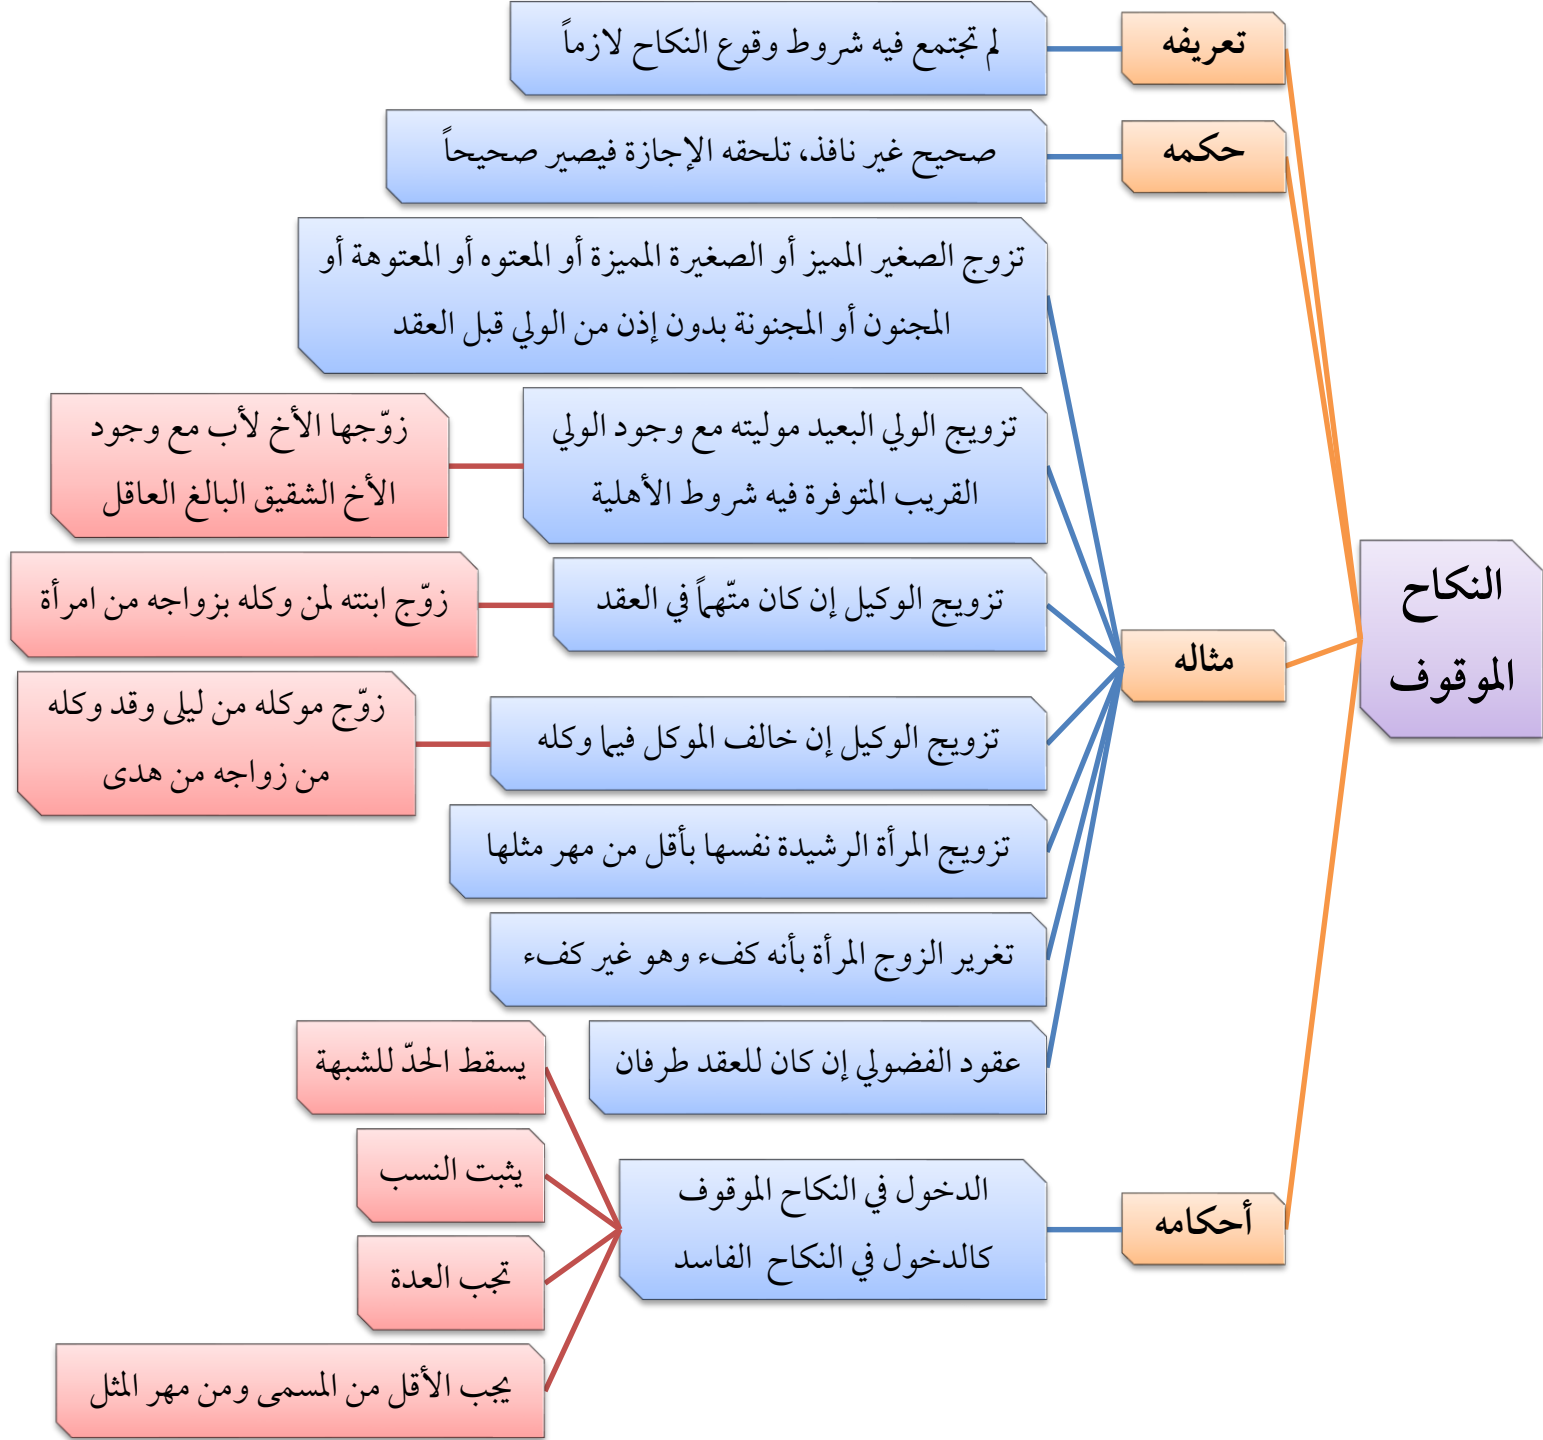 النكاح
الموقوف
تعريفه
لم تجتمع فيه شروط وقوع النكاح لازماً
حكمه
صحيح غير نافذ، تلحقه الإجازة فيصير صحيحاً
مثاله
تزوج الصغير المميز أو الصغيرة المميزة أو المعتوه أو المعتوهة أو
المجنون أو المجنونة بدون إذن من الولي قبل العقد
تزويج الولي البعيد موليته مع وجود الولي
القريب المتوفرة فيه شروط الأهلية
زوّجها الأخ لأب مع وجود
الأخ الشقيق البالغ العاقل
تزويج الوكيل إن كان متّهماً في العقد
زوّج ابنته لمن وكله بزواجه من امرأة
تزويج الوكيل إن خالف الموكل فيما وكله
زوّج موكله من ليلى وقد وكله
من زواجه من هدى
تزويج المرأة الرشيدة نفسها بأقل من مهر مثلها
تغرير الزوج المرأة بأنه كفء وهو غير كفء
عقود الفضولي إن كان للعقد طرفان
أحكامه
الدخول في النكاح الموقوف
كالدخول في النكاح الفاسد
يسقط الحدّ للشبهة
يثبت النسب
تجب العدة
يجب الأقل من المسمى ومن مهر المثل